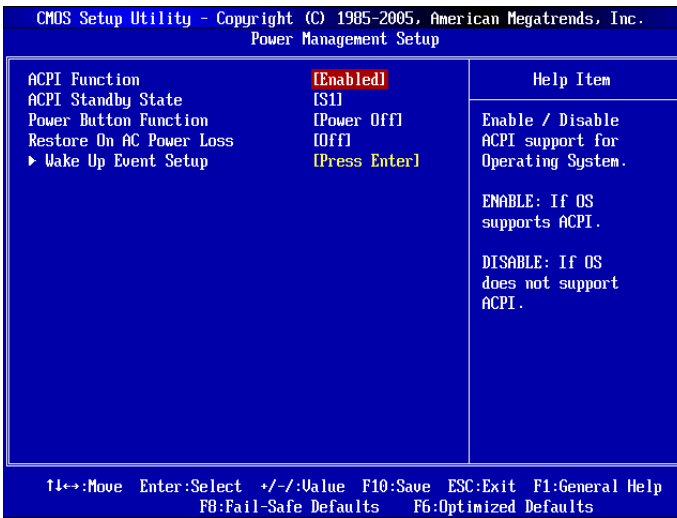 CMOS Setup Utility - Copyright (C) 1985-2005, American Megatrends, Inc.
Power Management Setup
ACPI Function [Enabled]
ACPI Standby State [S1]
Power Button Function [Power Off]
Restore On AC Power Loss [Off]
▶ Wake Up Event Setup [Press Enter]
Help Item
Enable / Disable
ACPI support for
Operating System.
ENABLE: If OS
supports ACPI.
DISABLE: If OS
does not support
ACPI.
↑↓←→:Move Enter:Select +/-/:Value F10:Save ESC:Exit F1:General Help
F8:Fail-Safe Defaults F6:Optimized Defaults